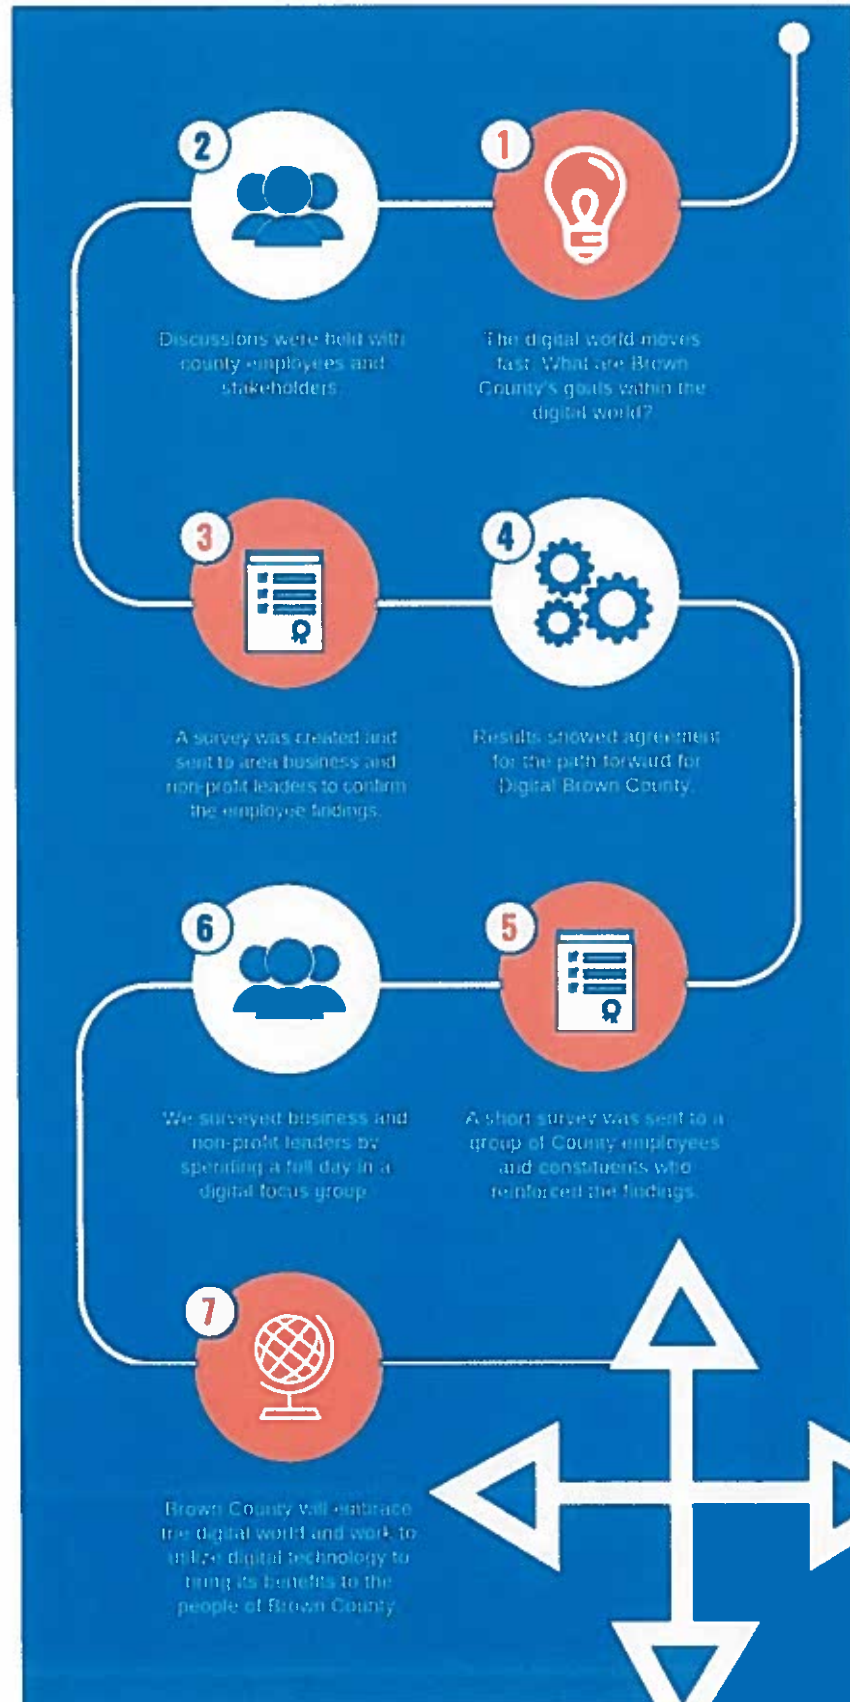 1
The digital world moves
fast. What are Brown
County's goals within the
digital world?
2
Discussions were held with
county employees and
stakeholders.
3
A survey was created and
sent to area business and
non-profit leaders to confirm
the employee findings.
4
Results showed agreement
for the path forward for
Digital Brown County.
5
A short survey was sent to a
group of County employees
and constituents who
reinforced the findings.
6
We surveyed business and
non-profit leaders by
spending a full day in a
digital focus group.
7
Brown County will embrace
the digital world and work to
utilize digital technology to
bring its benefits to the
people of Brown County.